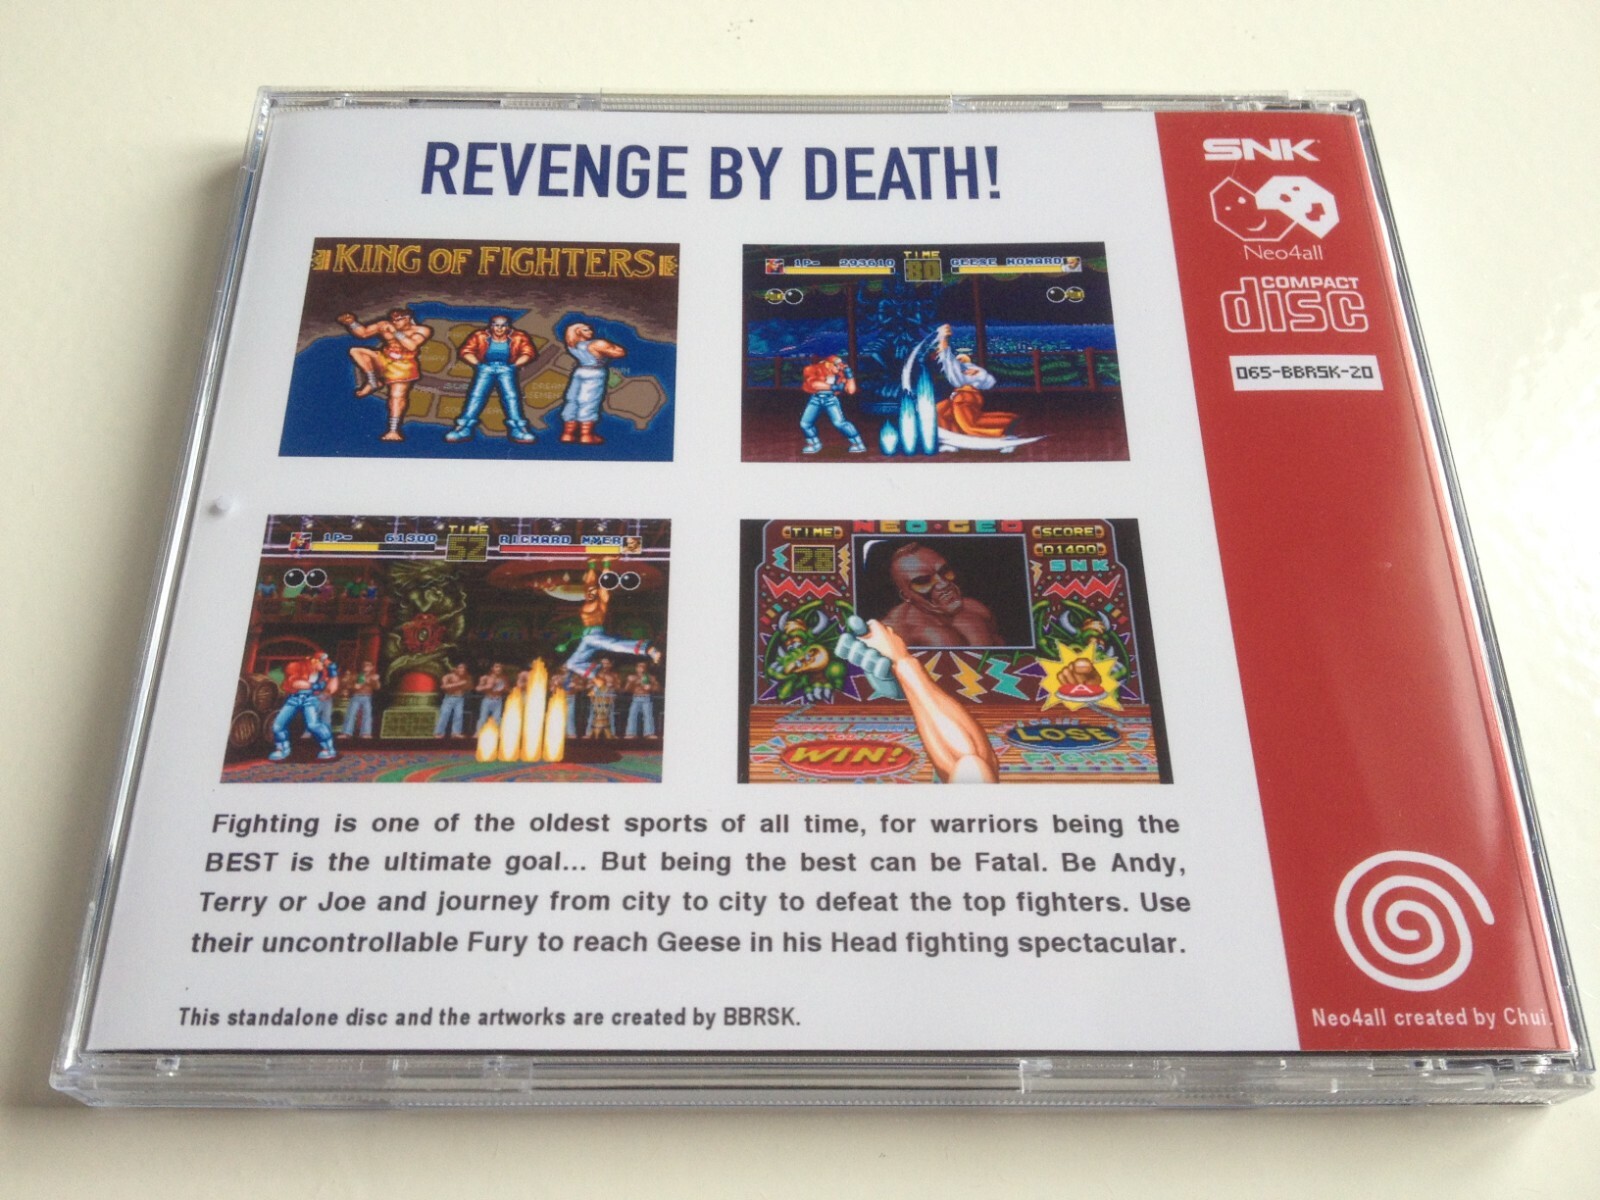 REVENGE BY DEATH!
KING OF FIGHTERS
1P- 293610
TIME
80
GEESE HOWARD
1P- 61300
TIME
52
RICHARD MYER
TIME
28
NEO·GEO
SCORE
01400
SNK
A
WIN!
LOSE
Fighting is one of the oldest sports of all time, for warriors being the
BEST is the ultimate goal... But being the best can be Fatal. Be Andy,
Terry or Joe and journey from city to city to defeat the top fighters. Use
their uncontrollable Fury to reach Geese in his Head fighting spectacular.
This standalone disc and the artworks are created by BBRSK.
SNK
Neo4all
COMPACT
disc
065-BBRSK-20
Neo4all created by Chui.